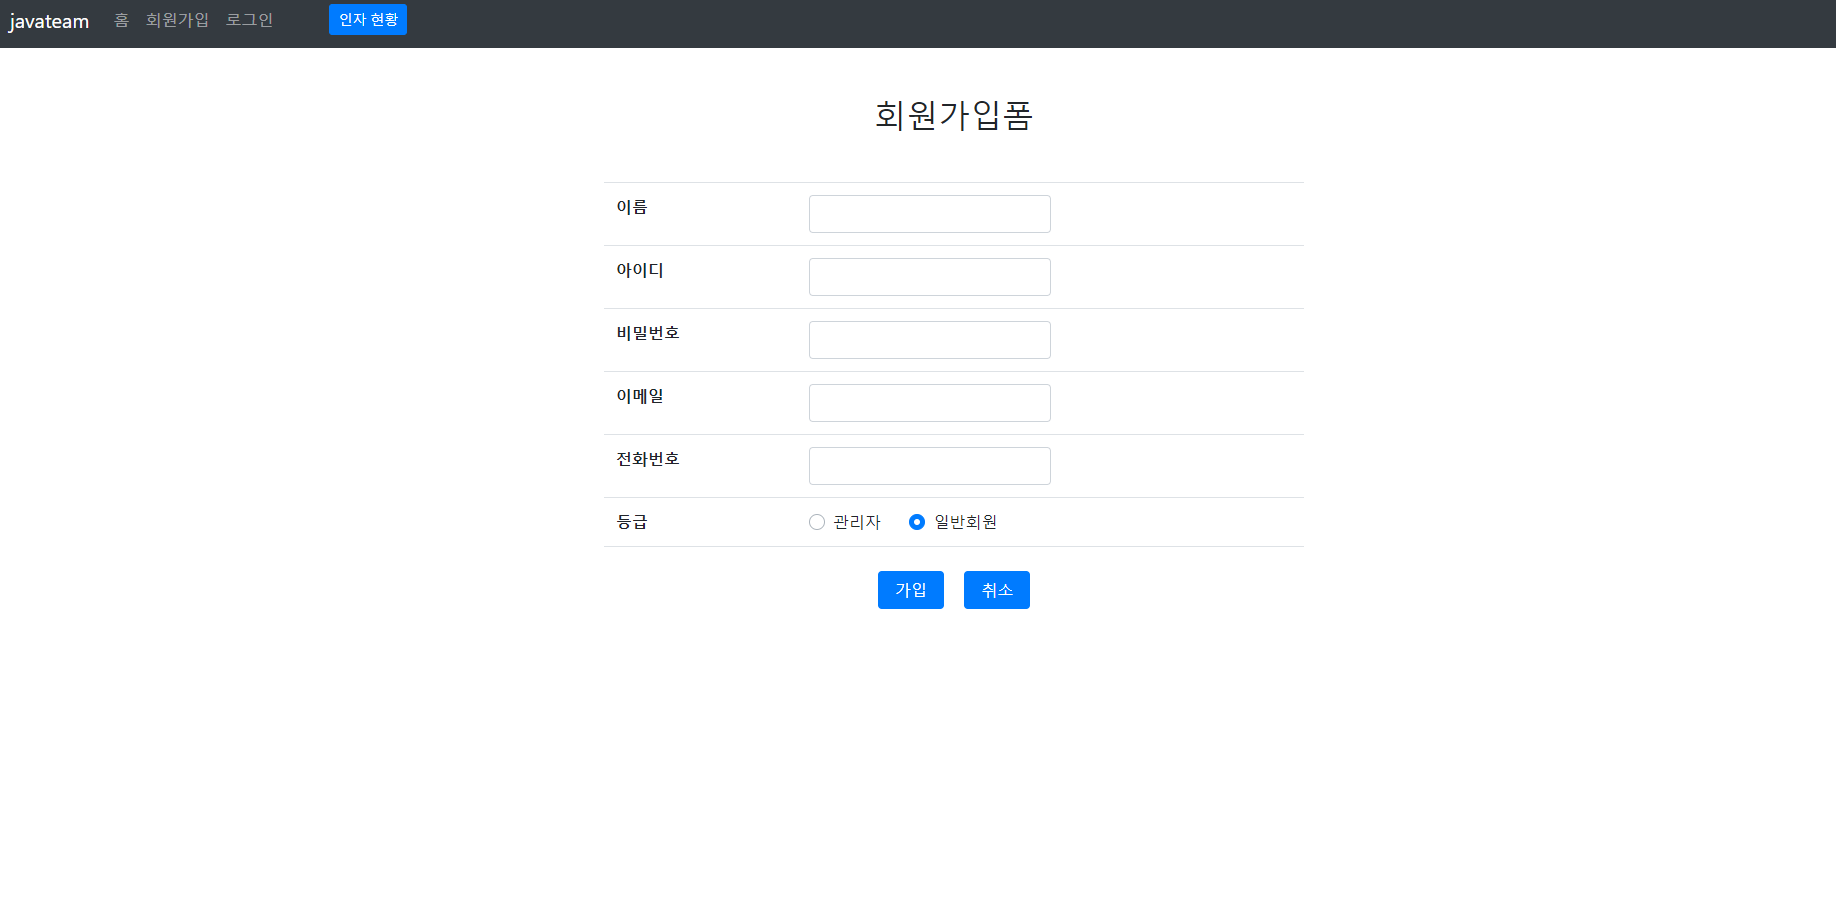 javateam 홈 회원가입 로그인 인자 현황
회원가입폼
이름
아이디
비밀번호
이메일
전화번호
등급 관리자 일반회원
가입 취소